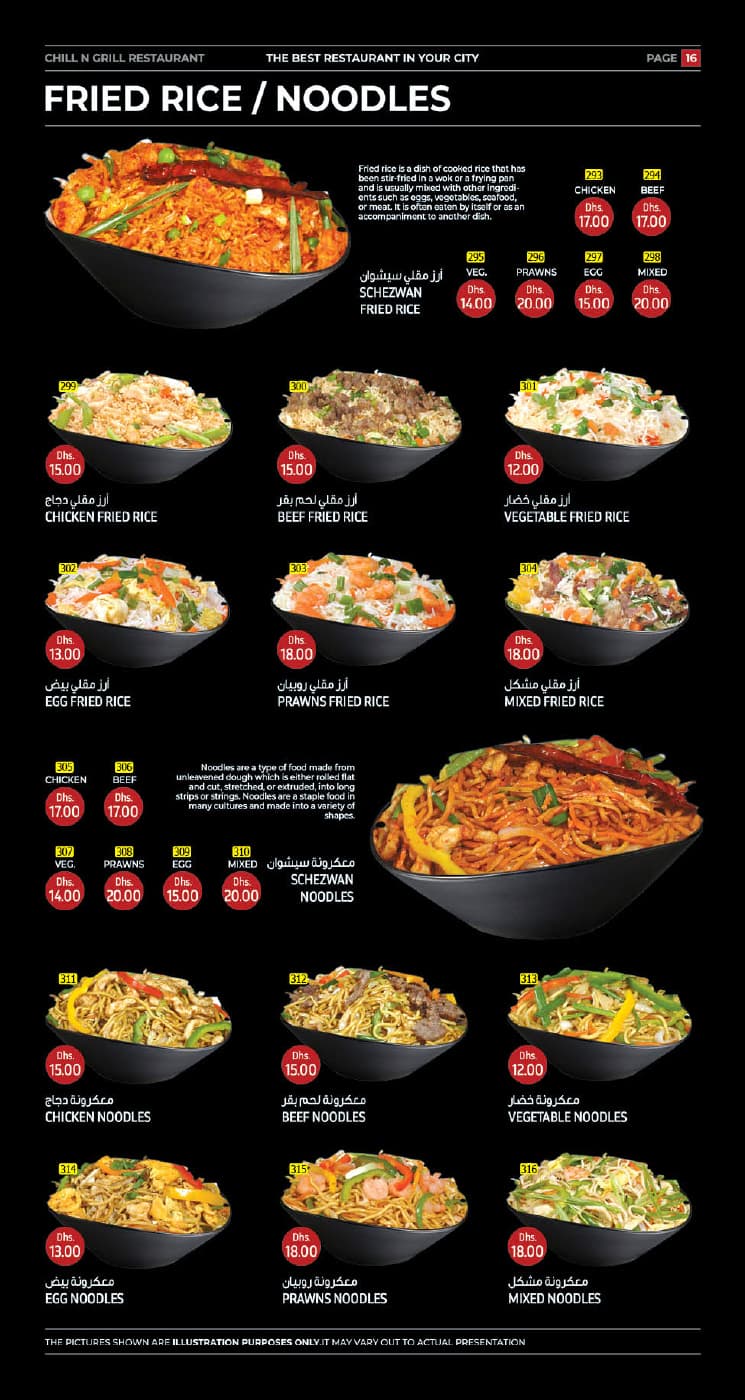 CHILL N GRILL RESTAURANT
THE BEST RESTAURANT IN YOUR CITY
PAGE 16
FRIED RICE / NOODLES
Fried rice is a dish of cooked rice that has
been stir-fried in a wok or a frying pan
and is usually mixed with other ingredi-
ents such as eggs, vegetables, seafood,
or meat. It is often eaten by itself or as an
accompaniment to another dish.
293 294
CHICKEN BEEF
Dhs. Dhs.
17.00 17.00
أرز مقلي سيشوان
SCHEZWAN
FRIED RICE
295 296 297 298
VEG. PRAWNS EGG MIXED
Dhs. Dhs. Dhs. Dhs.
14.00 20.00 15.00 20.00
299 300 301
Dhs. Dhs. Dhs.
15.00 15.00 12.00
أرز مقلي دجاج
CHICKEN FRIED RICE
أرز مقلي لحم بقر
BEEF FRIED RICE
أرز مقلي خضار
VEGETABLE FRIED RICE
302 303 304
Dhs. Dhs. Dhs.
13.00 18.00 18.00
أرز مقلي بيض
EGG FRIED RICE
أرز مقلي روبيان
PRAWNS FRIED RICE
أرز مقلي مشكل
MIXED FRIED RICE
305 306
CHICKEN BEEF
Dhs. Dhs.
17.00 17.00
Noodles are a type of food made from
unleavened dough which is either rolled flat
and cut, stretched, or extruded, into long
strips or strings. Noodles are a staple food in
many cultures and made into a variety of
shapes.
307 308 309 310
VEG. PRAWNS EGG MIXED
Dhs. Dhs. Dhs. Dhs.
14.00 20.00 15.00 20.00
معكرونة سيشوان
SCHEZWAN
NOODLES
311 312 313
Dhs. Dhs. Dhs.
15.00 15.00 12.00
معكرونة دجاج
CHICKEN NOODLES
معكرونة لحم بقر
BEEF NOODLES
معكرونة خضار
VEGETABLE NOODLES
314 315 316
Dhs. Dhs. Dhs.
13.00 18.00 18.00
معكرونة بيض
EGG NOODLES
معكرونة روبيان
PRAWNS NOODLES
معكرونة مشكل
MIXED NOODLES
THE PICTURES SHOWN ARE ILLUSTRATION PURPOSES ONLY.IT MAY VARY OUT TO ACTUAL PRESENTATION